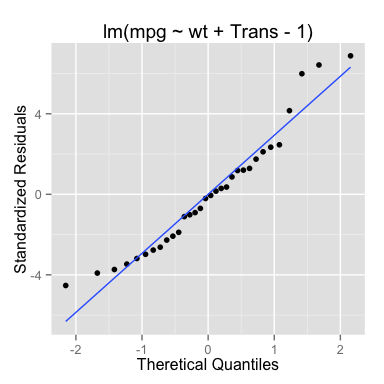 lm(mpg ~ wt + Trans - 1)
Standardized Residuals
4
0
-4
-2
-1
0
1
2
Theretical Quantiles